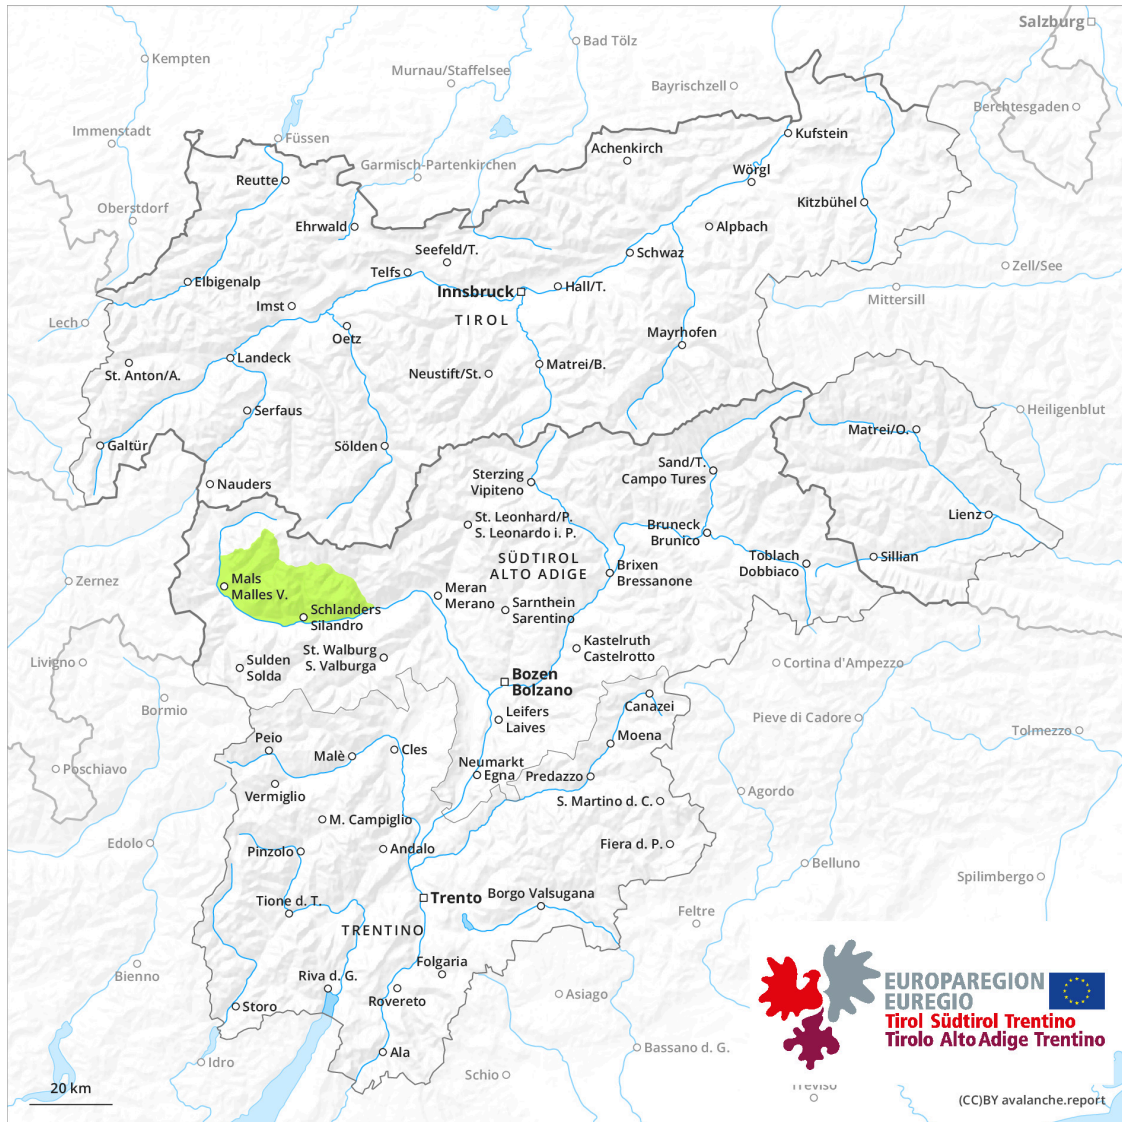 Salzburg
Bad Tölz
Kempten
Murnau/Staffelsee
Bayrischzell
Berchtesgaden
Immenstadt
Füssen
Kufstein
Achenkirch
Garmisch-Partenkirchen
Wörgl
Reutte
Kitzbühel
Oberstdorf
Ehrwald
Alpbach
Seefeld/T.
Schwaz
Zell/See
Telfs
Elbigenalp
Innsbruck
Hall/T.
Mittersill
Imst
TIROL
Lech
Oetz
Mayrhofen
Landeck
Matrei/B.
St. Anton/A.
Neustift/St.
Serfaus
Heiligenblut
Matrei/O.
Galtür
Sölden
Sand/T.
Campo Tures
Sterzing
Vipiteno
Nauders
Lienz
St. Leonhard/P.
S. Leonardo i. P.
Bruneck
Brunico
SÜDTIROL
ALTO ADIGE
Toblach
Dobbiaco
Sillian
Brixen
Bressanone
Zernez
Mals
Malles V.
Meran
Merano
Sarnthein
Sarentino
Schlanders
Silandro
Kastelruth
Castelrotto
St. Walburg
S. Valburga
Livigno
Sulden
Solda
Cortina d'Ampezzo
Bozen
Bolzano
Bormio
Canazei
Leifers
Laives
Pieve di Cadore
Tolmezzo
Peio
Moena
Malè
Cles
Neumarkt
Egna
Predazzo
Poschiavo
Vermiglio
S. Martino d. C.
Agordo
M. Campiglio
Edolo
Pinzolo
Andalo
Fiera d. P.
Belluno
Spilimbergo
Trento
Borgo Valsugana
Tione d. T.
Feltre
TRENTINO
Folgaria
Bienno
Riva d. G.
Rovereto
Asiago
Storo
EUROPAREGION
EUREGIO
Tirol Südtirol Trentino
Tirolo Alto Adige Trentino
Ala
Bassano d. G.
Idro
Schio
Treviso
20 km
(CC)BY avalanche.report